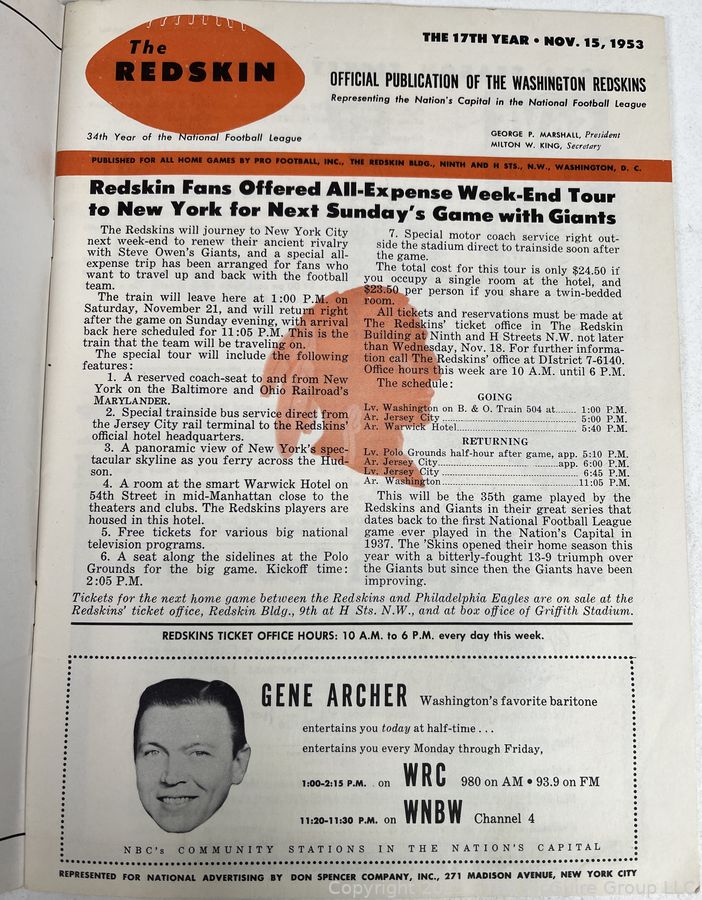 The
REDSKIN
THE 17TH YEAR • NOV. 15, 1953
OFFICIAL PUBLICATION OF THE WASHINGTON REDSKINS
Representing the Nation's Capital in the National Football League
34th Year of the National Football League
GEORGE P. MARSHALL, President
MILTON W. KING, Secretary
PUBLISHED FOR ALL HOME GAMES BY PRO FOOTBALL, INC., THE REDSKIN BLDG., NINTH AND H STS., N.W., WASHINGTON, D. C.
Redskin Fans Offered All-Expense Week-End Tour
to New York for Next Sunday's Game with Giants
The Redskins will journey to New York City
next week-end to renew their ancient rivalry
with Steve Owen's Giants, and a special all-
expense trip has been arranged for fans who
want to travel up and back with the football
team.
The train will leave here at 1:00 P.M. on
Saturday, November 21, and will return right
after the game on Sunday evening, with arrival
back here scheduled for 11:05 P.M. This is the
train that the team will be traveling on.
The special tour will include the following
features:
1. A reserved coach-seat to and from New
York on the Baltimore and Ohio Railroad's
MARYLANDER.
2. Special trainside bus service direct from
the Jersey City rail terminal to the Redskins'
official hotel headquarters.
3. A panoramic view of New York's spec-
tacular skyline as you ferry across the Hud-
son.
4. A room at the smart Warwick Hotel on
54th Street in mid-Manhattan close to the
theaters and clubs. The Redskins players are
housed in this hotel.
5. Free tickets for various big national
television programs.
6. A seat along the sidelines at the Polo
Grounds for the big game. Kickoff time:
2:05 P.M.
7. Special motor coach service right out-
side the stadium direct to trainside soon after
the game.
The total cost for this tour is only $24.50 if
you occupy a single room at the hotel, and
$23.50 per person if you share a twin-bedded
room.
All tickets and reservations must be made at
The Redskins' ticket office in The Redskin
Building at Ninth and H Streets N.W. not later
than Wednesday, Nov. 18. For further informa-
tion call The Redskins' office at DIstrict 7-6140.
Office hours this week are 10 A.M. until 6 P.M.
The schedule:
GOING
Lv. Washington on B. & O. Train 504 at....... 1:00 P.M.
Ar. Jersey City ........ 5:00 P.M.
Ar. Warwick Hotel........ 5:40 P.M.
RETURNING
Lv. Polo Grounds half-hour after game, app. 5:10 P.M.
Ar. Jersey City........app. 6:00 P.M.
Lv. Jersey City ........ 6:45 P.M.
Ar. Washington ........11:05 P.M.
This will be the 35th game played by the
Redskins and Giants in their great series that
dates back to the first National Football League
game ever played in the Nation's Capital in
1937. The 'Skins opened their home season this
year with a bitterly-fought 13-9 triumph over
the Giants but since then the Giants have been
improving.
Tickets for the next home game between the Redskins and Philadelphia Eagles are on sale at the
Redskins' ticket office, Redskin Bldg., 9th at H Sts. N.W., and at box office of Griffith Stadium.
REDSKINS TICKET OFFICE HOURS: 10 A.M. to 6 P.M. every day this week.
GENE ARCHER Washington's favorite baritone
entertains you today at half-time . . .
entertains you every Monday through Friday,
1:00-2:15 P.M. . on WRC 980 on AM • 93.9 on FM
11:20-11:30 P.M. on WNBW Channel 4
NBC's COMMUNITY STATIONS IN THE NATION'S CAPITAL
REPRESENTED FOR NATIONAL ADVERTISING BY DON SPENCER COMPANY, INC., 271 MADISON AVENUE, NEW YORK CITY
Copyright Group LLC